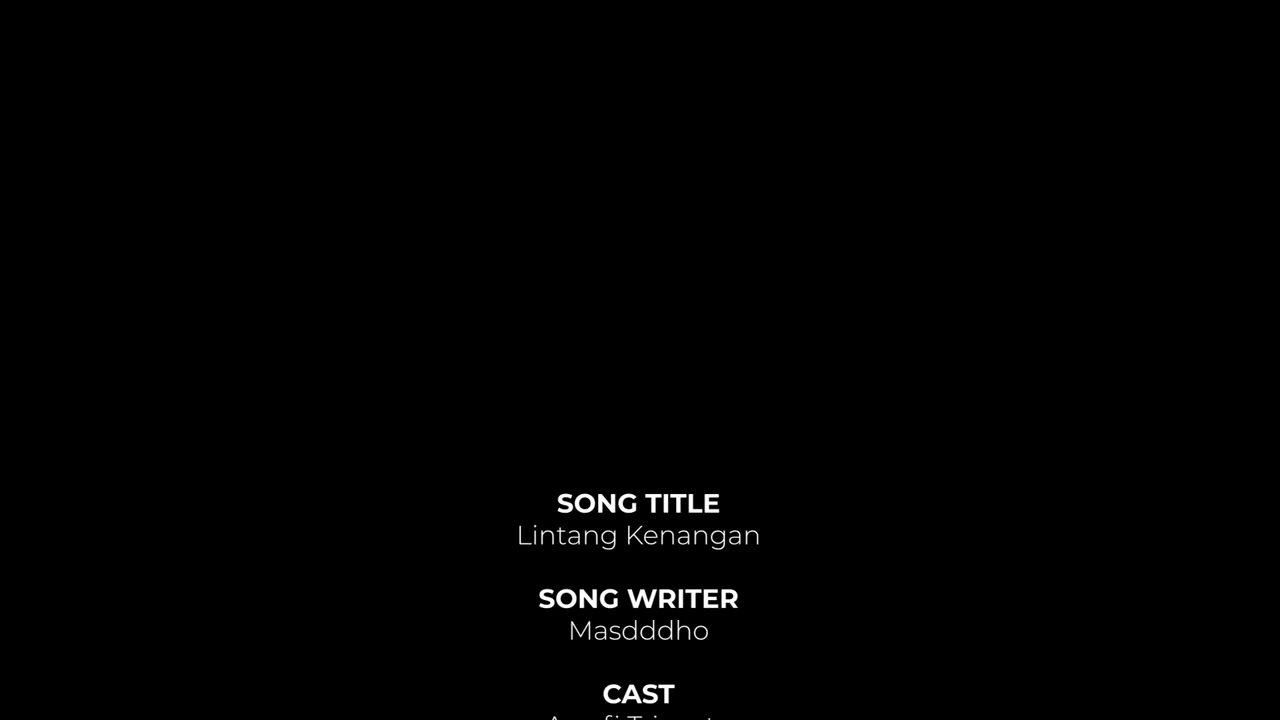 SONG TITLE
Lintang Kenangan
SONG WRITER
Masdddho
CAST